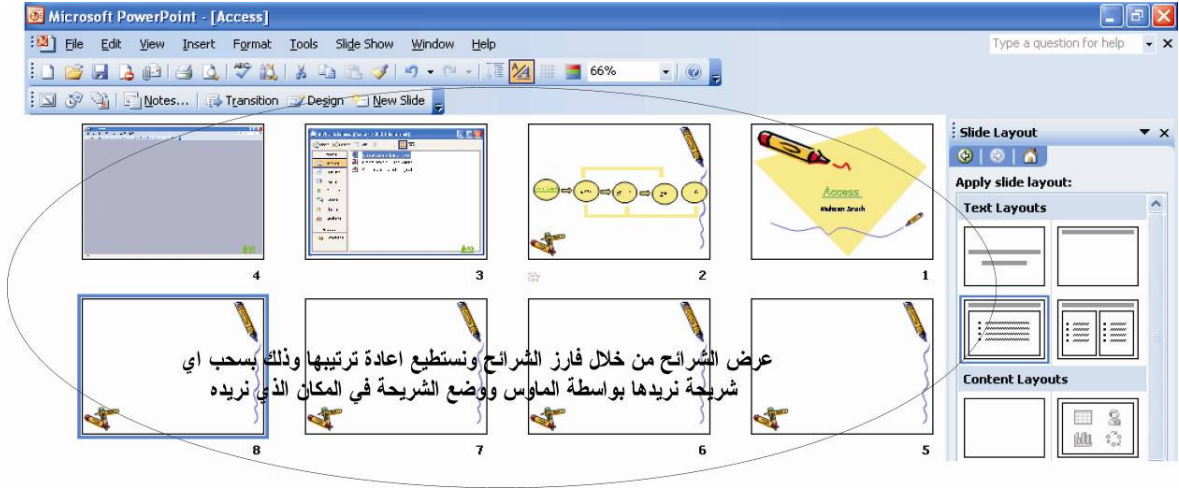 Microsoft PowerPoint - [Access]
File Edit View Insert Format Tools Slide Show Window Help
Type a question for help
66%
Notes... Transition Design New Slide
Slide Layout
Apply slide layout:
Text Layouts
Content Layouts
Access
4
3
2
1
عرض الشرائح من خلال فارز الشرائح ونستطيع اعادة ترتيبها وذلك بسحب اي
شريحة نريدها بواسطة الماوس ووضع الشريحة في المكان الذي نريده
8
7
6
5